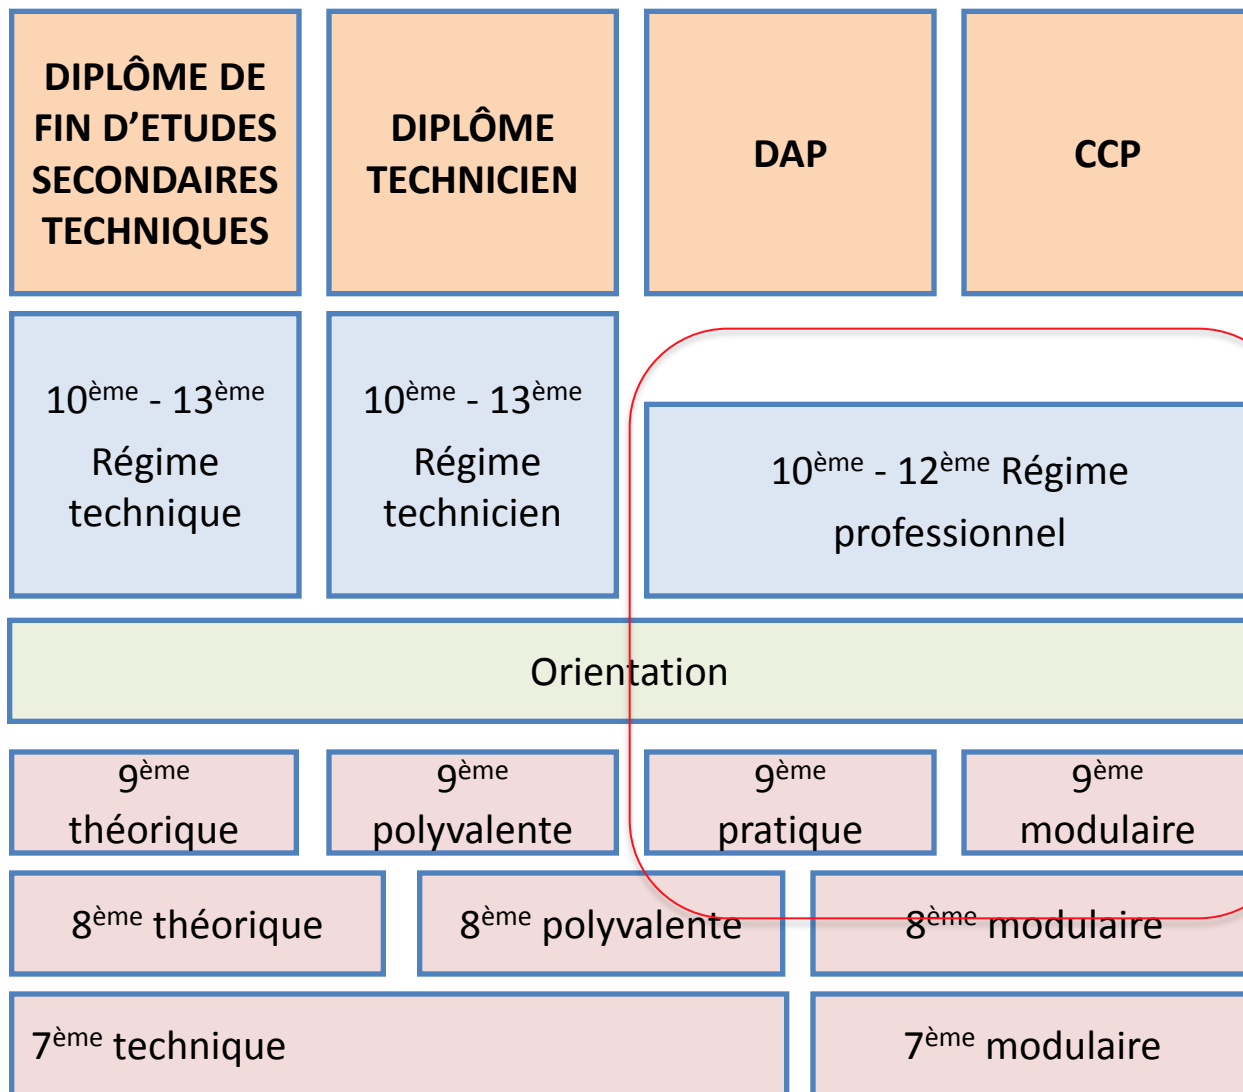 DIPLÔME DE
FIN D’ETUDES
SECONDAIRES
TECHNIQUES
DIPLÔME
TECHNICIEN
DAP
CCP
10ème - 13ème
Régime
technique
10ème - 13ème
Régime
technicien
10ème - 12ème Régime
professionnel
Orientation
9ème
théorique
9ème
polyvalente
9ème
pratique
9ème
modulaire
8ème théorique
8ème polyvalente
8ème modulaire
7ème technique
7ème modulaire